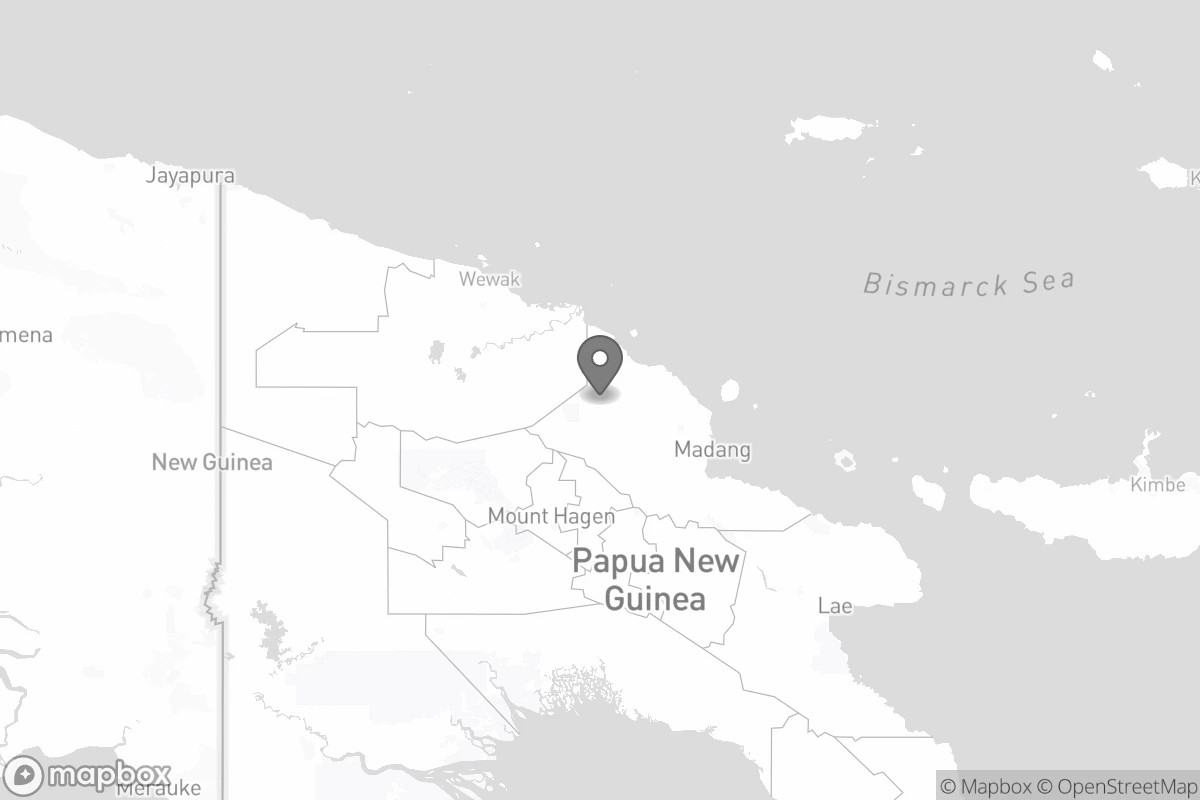 Jayapura
Wewak
Bismarck Sea
mena
Madang
New Guinea
Kimbe
Mount Hagen
Papua New
Guinea
Lae
mapbox
Merauke
© Mapbox © OpenStreetMap